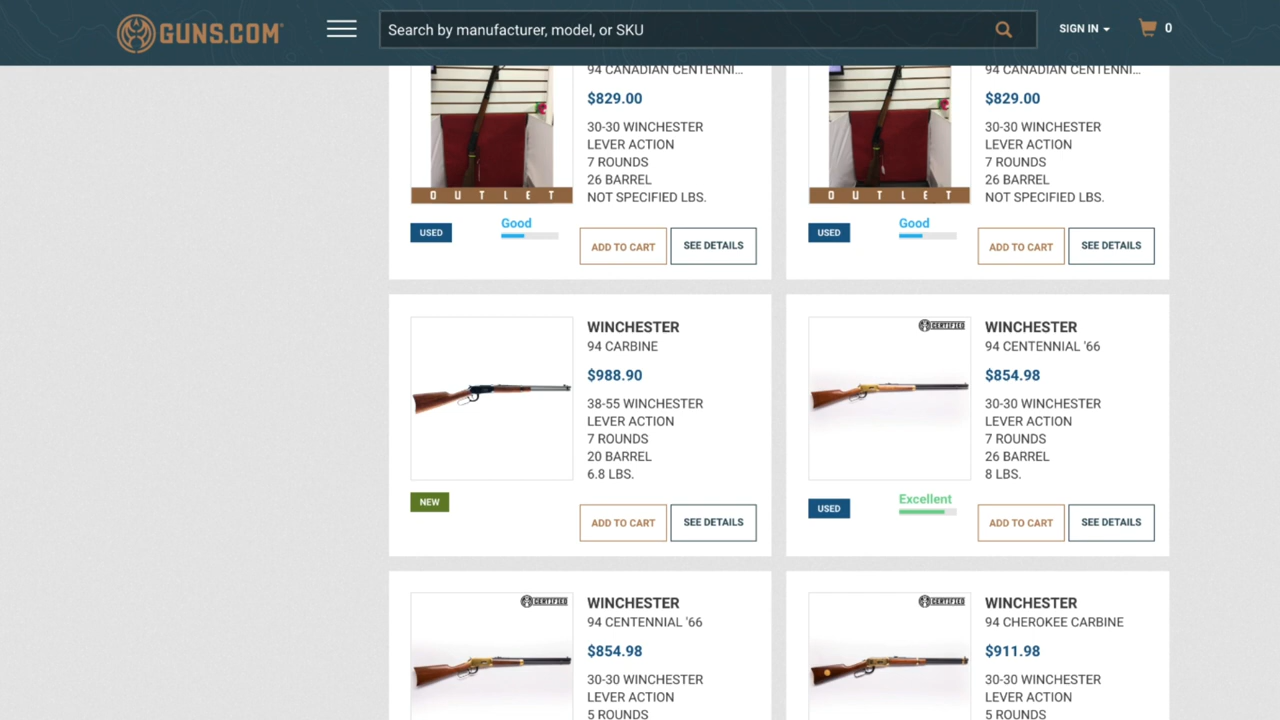 GUNS.COM
Search by manufacturer, model, or SKU
SIGN IN
0
94 CANADIAN CENTENNI...
$829.00
30-30 WINCHESTER
LEVER ACTION
7 ROUNDS
26 BARREL
NOT SPECIFIED LBS.
OUTLET
USED
Good
ADD TO CART
SEE DETAILS
94 CANADIAN CENTENNI...
$829.00
30-30 WINCHESTER
LEVER ACTION
7 ROUNDS
26 BARREL
NOT SPECIFIED LBS.
OUTLET
USED
Good
ADD TO CART
SEE DETAILS
WINCHESTER
94 CARBINE
$988.90
38-55 WINCHESTER
LEVER ACTION
7 ROUNDS
20 BARREL
6.8 LBS.
NEW
ADD TO CART
SEE DETAILS
CERTIFIED
WINCHESTER
94 CENTENNIAL '66
$854.98
30-30 WINCHESTER
LEVER ACTION
7 ROUNDS
26 BARREL
8 LBS.
USED
Excellent
ADD TO CART
SEE DETAILS
CERTIFIED
WINCHESTER
94 CENTENNIAL '66
$854.98
30-30 WINCHESTER
LEVER ACTION
5 ROUNDS
CERTIFIED
WINCHESTER
94 CHEROKEE CARBINE
$911.98
30-30 WINCHESTER
LEVER ACTION
5 ROUNDS